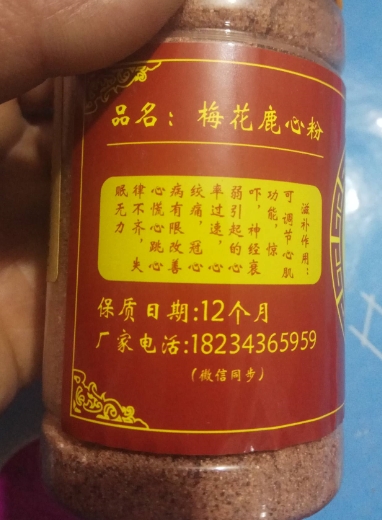 品名：梅花鹿心粉
滋补作用：
可调节心肌
功能，惊
吓，神经衰
弱引起的心
率过速，心
绞痛，冠心
病有限改善
心慌心跳心
律不齐，失
眠无力
保质日期:12个月
厂家电话:18234365959
（微信同步）